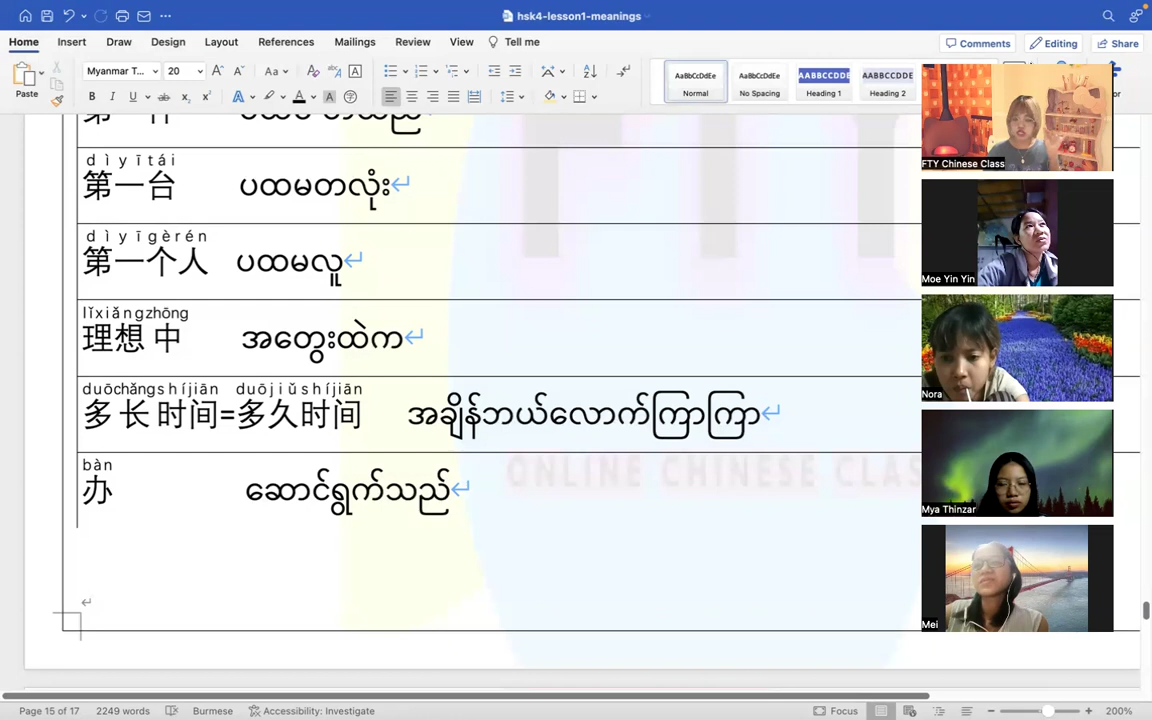 hsk4-lesson1-meanings
Home Insert Draw Design Layout References Mailings Review View Tell me Comments Editing Share
Paste
Myanmar T... 20
AaBbCcDdEe AaBbCcDdEe AABBCCDDE AABBCCDDE
Normal No Spacing Heading 1 Heading 2
dìyītái
第一台 ပထမတလုံး
dìyīgèrén
第一个人 ပထမလူ
lǐxiǎngzhōng
理想中 အတွေးထဲက
duōchǎngshíjiān duōjiǔshíjiān
多长时间=多久时间 အချိန်ဘယ်လောက်ကြာကြာ
bàn
办 ဆောင်ရွက်သည်
ONLINE CHINESE CLAS
FTY Chinese Class
Moe Yin Yin
Nora
Mya Thinzar
Mei
Page 15 of 17 2249 words Burmese Accessibility: Investigate Focus 200%